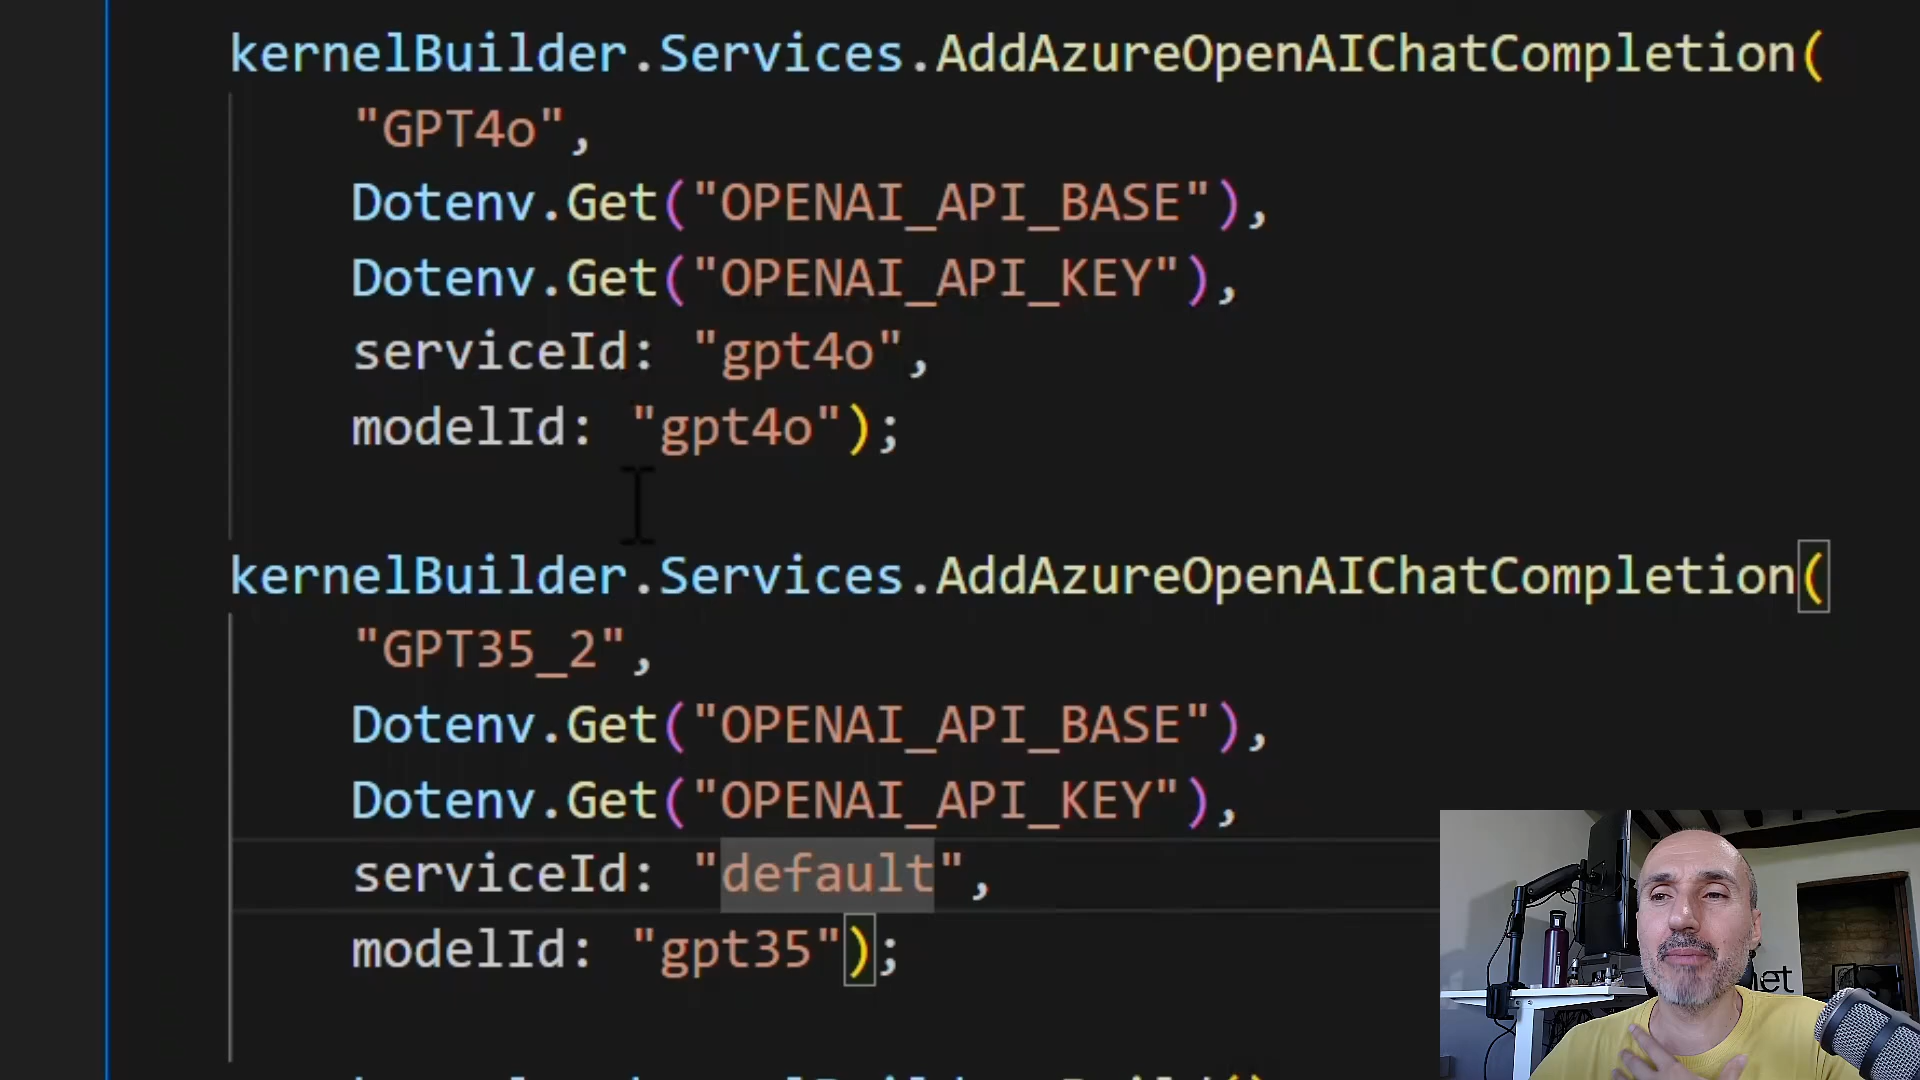 kernelBuilder.Services.AddAzureOpenAIChatCompletion(
"GPT4o",
Dotenv.Get("OPENAI_API_BASE"),
Dotenv.Get("OPENAI_API_KEY"),
serviceId: "gpt4o",
modelId: "gpt4o");
kernelBuilder.Services.AddAzureOpenAIChatCompletion(
"GPT35_2",
Dotenv.Get("OPENAI_API_BASE"),
Dotenv.Get("OPENAI_API_KEY"),
serviceId: "default",
modelId: "gpt35");
et